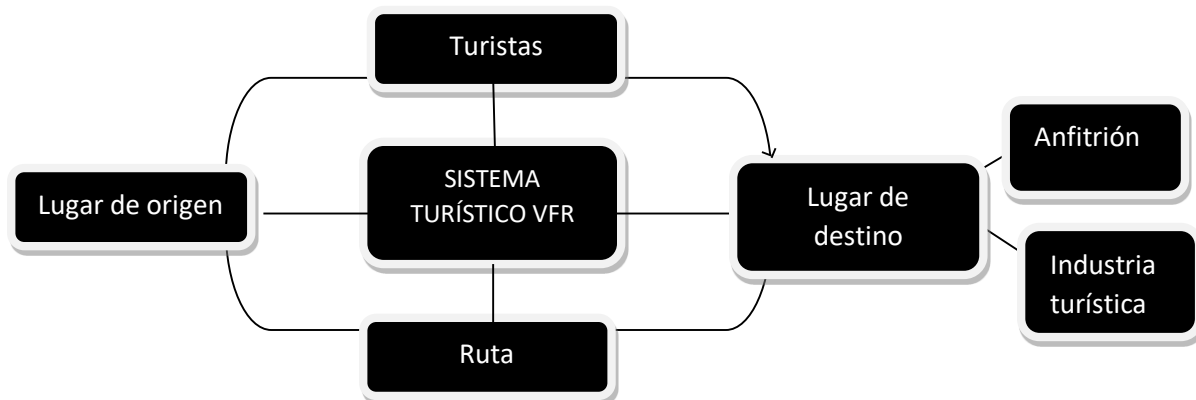 Turistas
Anfitrión
SISTEMA
TURÍSTICO VFR
Lugar de origen
Lugar de
destino
Industria
turística
Ruta